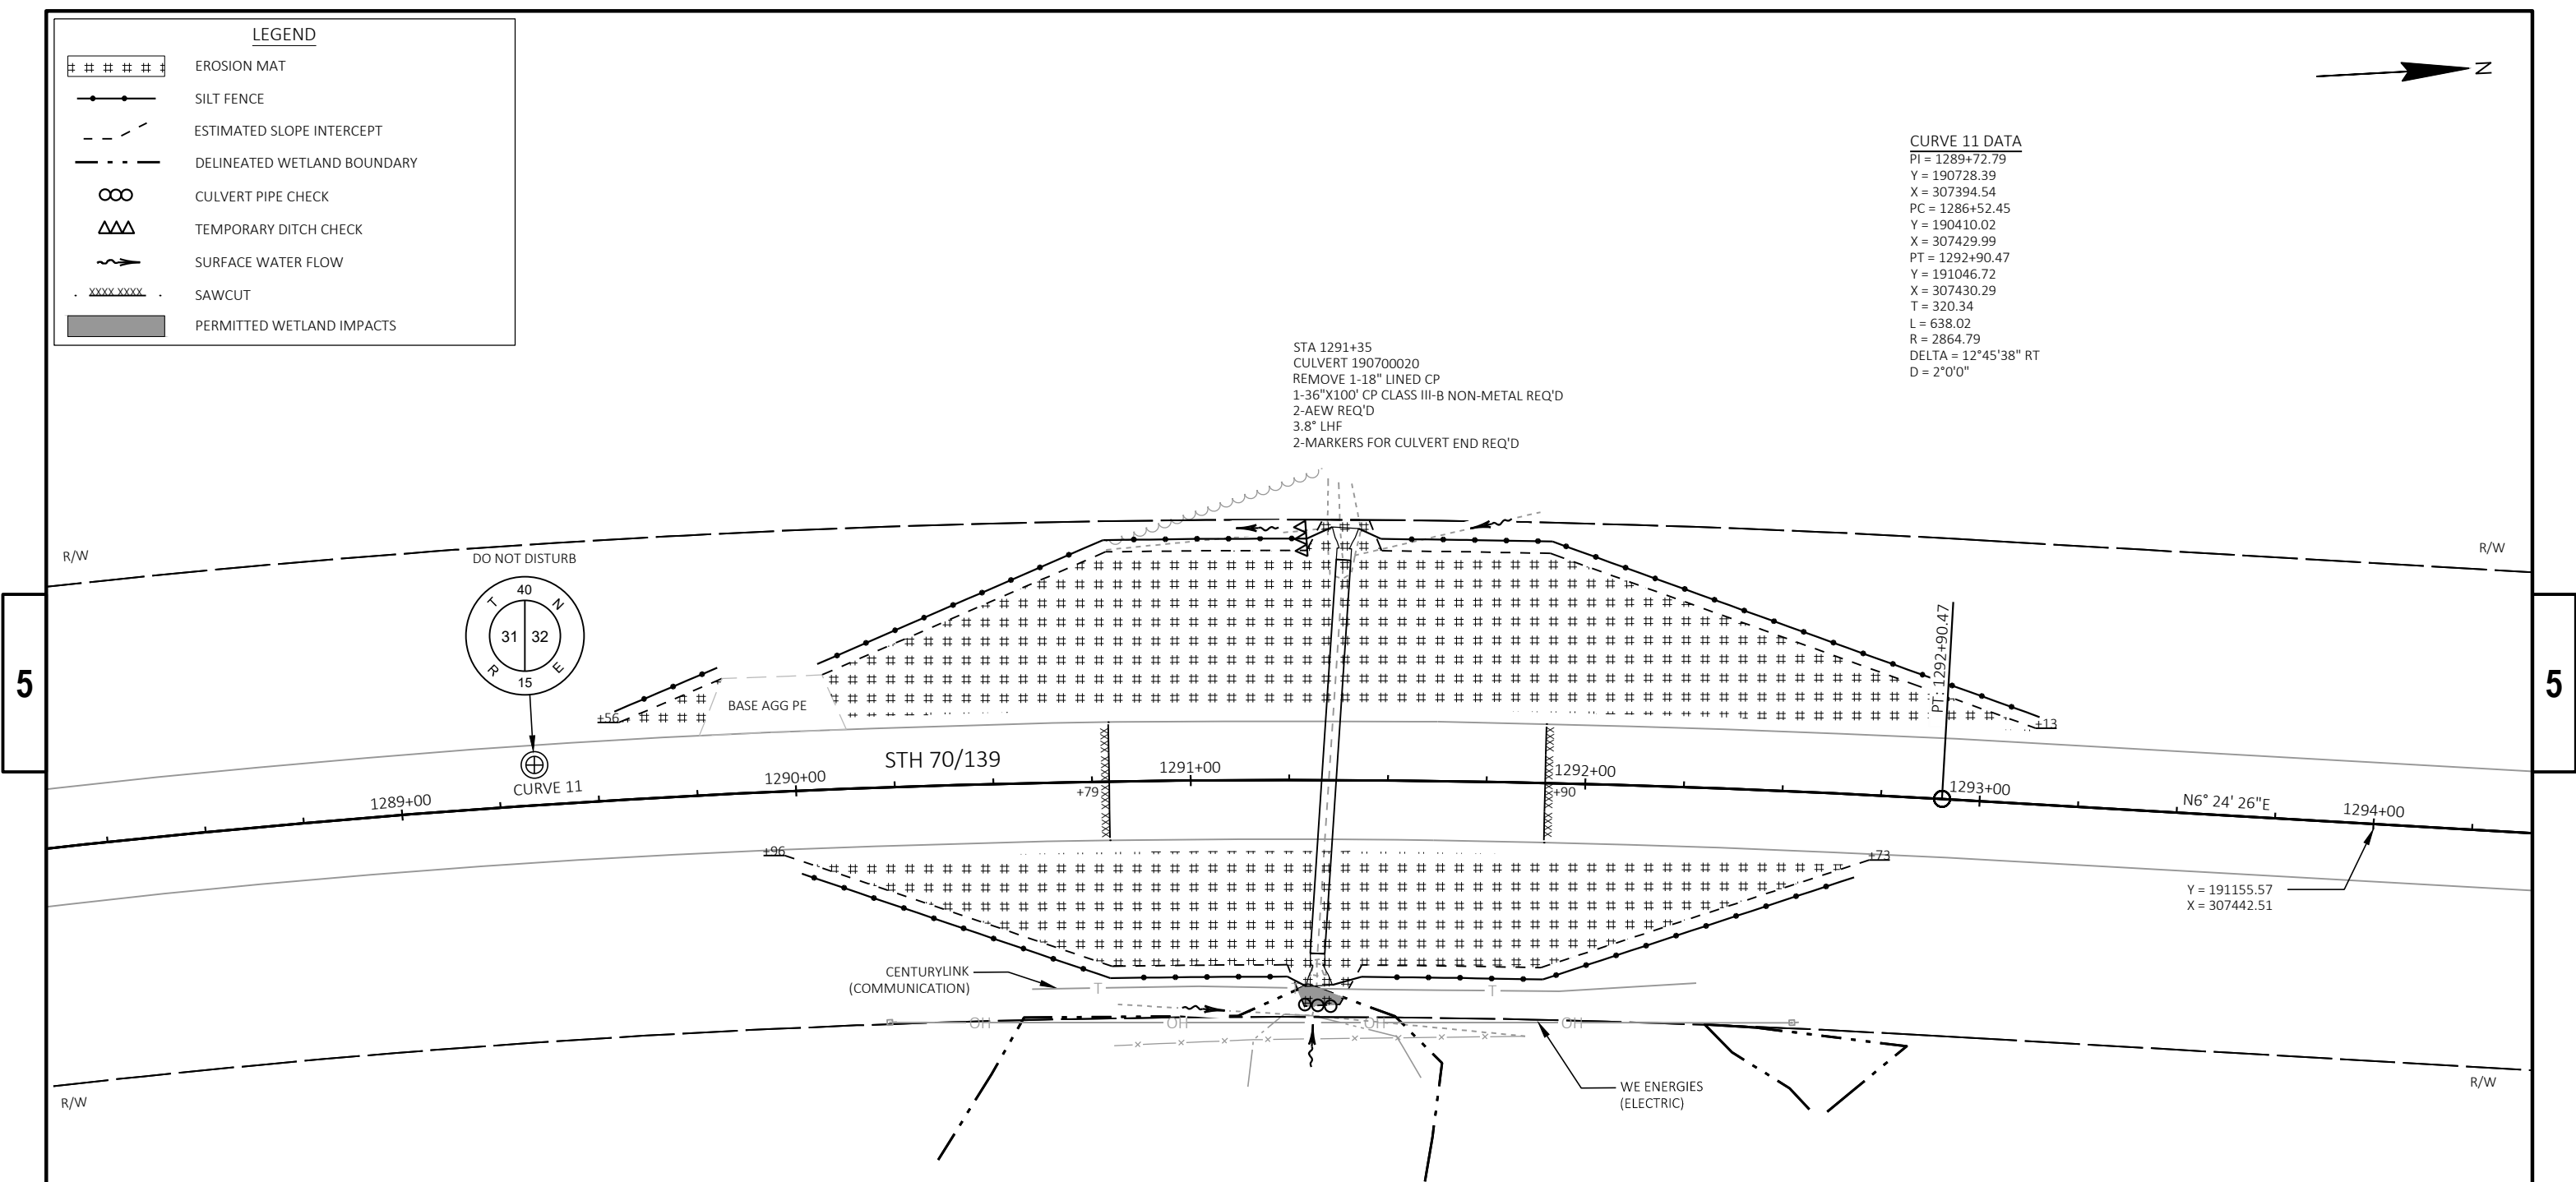 LEGEND
EROSION MAT
SILT FENCE
ESTIMATED SLOPE INTERCEPT
DELINEATED WETLAND BOUNDARY
CULVERT PIPE CHECK
TEMPORARY DITCH CHECK
SURFACE WATER FLOW
XXXX XXXX
SAWCUT
PERMITTED WETLAND IMPACTS
N
CURVE 11 DATA
PI = 1289+72.79
Y = 190728.39
X = 307394.54
PC = 1286+52.45
Y = 190410.02
X = 307429.99
PT = 1292+90.47
Y = 191046.72
X = 307430.29
T = 320.34
L = 638.02
R = 2864.79
DELTA = 12°45'38" RT
D = 2°0'0"
STA 1291+35
CULVERT 190700020
REMOVE 1-18" LINED CP
1-36"X100' CP CLASS III-B NON-METAL REQ'D
2-AEW REQ'D
3.8° LHF
2-MARKERS FOR CULVERT END REQ'D
R/W
R/W
DO NOT DISTURB
40
T N
31 32
R E
15
5
5
BASE AGG PE
+56
+13
PT: 1292+90.47
STH 70/139
CURVE 11
1289+00
1290+00
1291+00
1292+00
1293+00
1294+00
+79
+90
N6° 24' 26"E
+96
+73
Y = 191155.57
X = 307442.51
CENTURYLINK
(COMMUNICATION)
T
T
OH
OH
OH
OH
WE ENERGIES
(ELECTRIC)
R/W
R/W